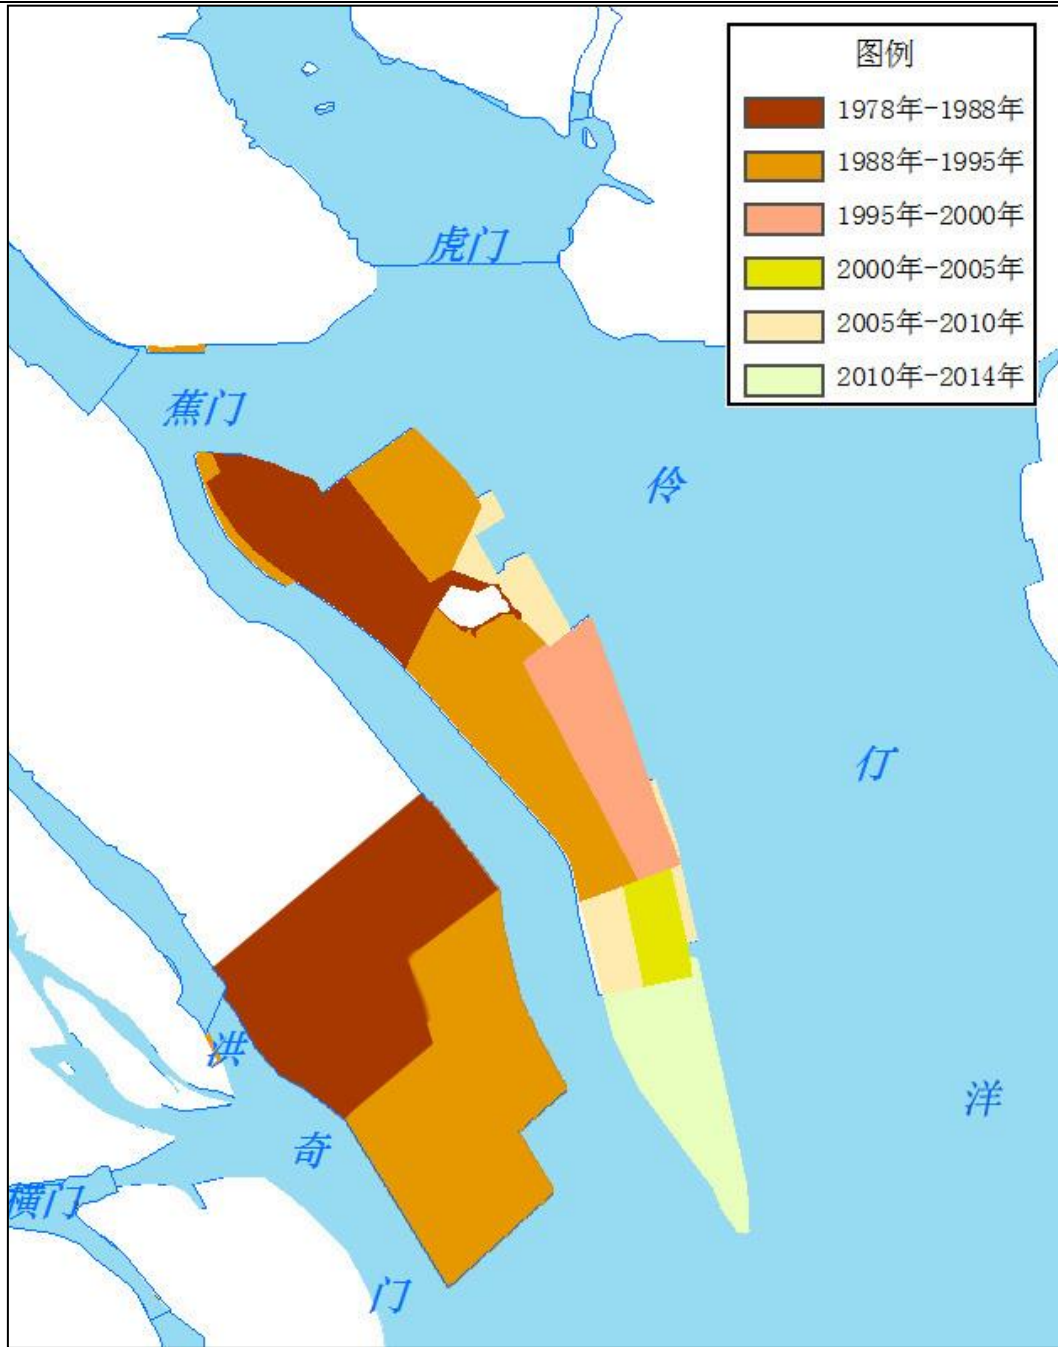 图例
1978年-1988年
1988年-1995年
1995年-2000年
2000年-2005年
2005年-2010年
2010年-2014年
虎门
蕉门
伶
仃
洋
洪
奇
门
横门